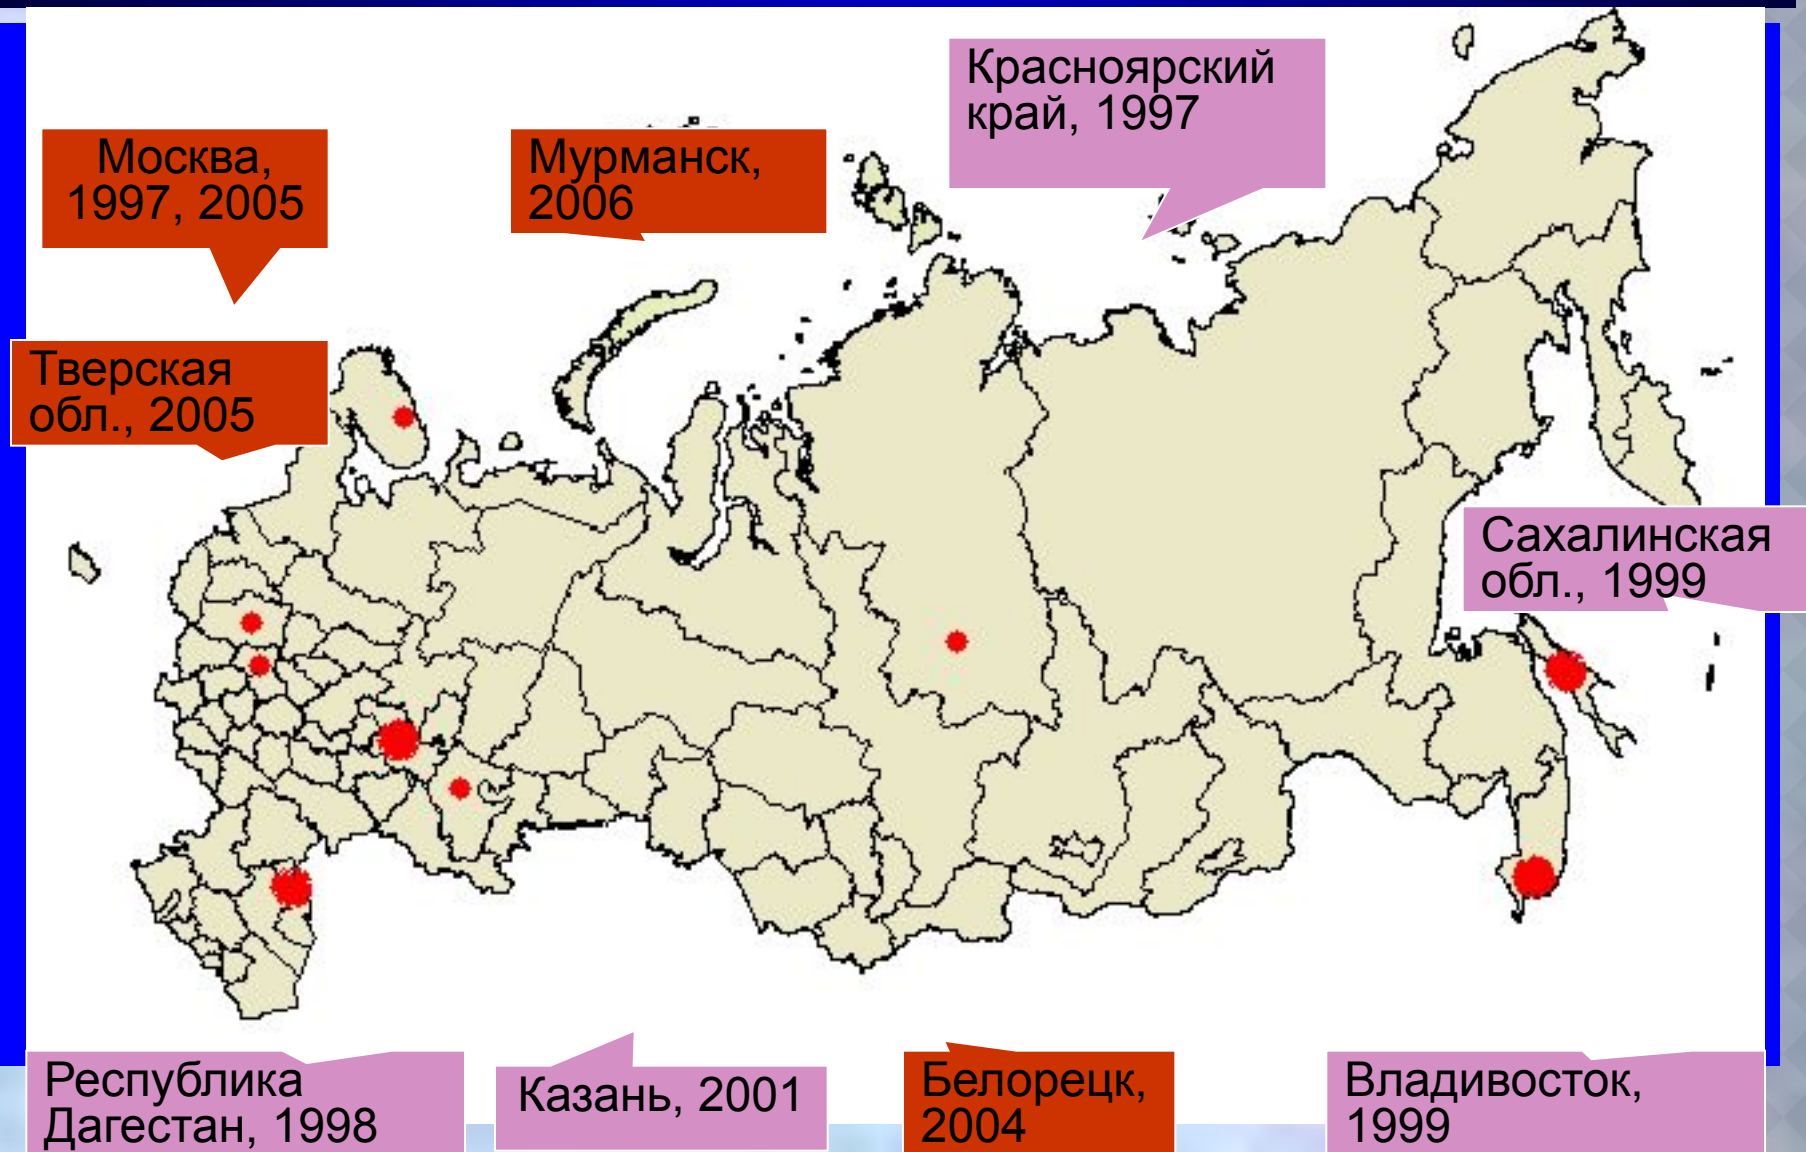 Красноярский
край, 1997
Москва,
1997, 2005
Мурманск,
2006
Тверская
обл., 2005
Сахалинская
обл., 1999
Республика
Дагестан, 1998
Казань, 2001
Белорецк,
2004
Владивосток,
1999